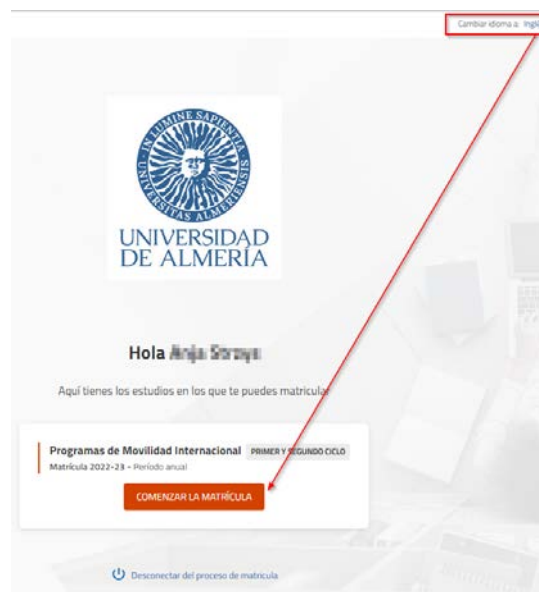 Cambiar idioma a:
IN LUMINE SAPIENTIA
UNIVERSITAS ALMERIENSIS
UNIVERSIDAD
DE ALMERÍA
Hola
Aquí tienes los estudios en los que te puedes matricular
Programas de Movilidad Internacional PRIMER Y SEGUNDO CICLO
Matrícula 2022-23 - Período anual
COMENZAR LA MATRÍCULA
Desconectar del proceso de matrícula